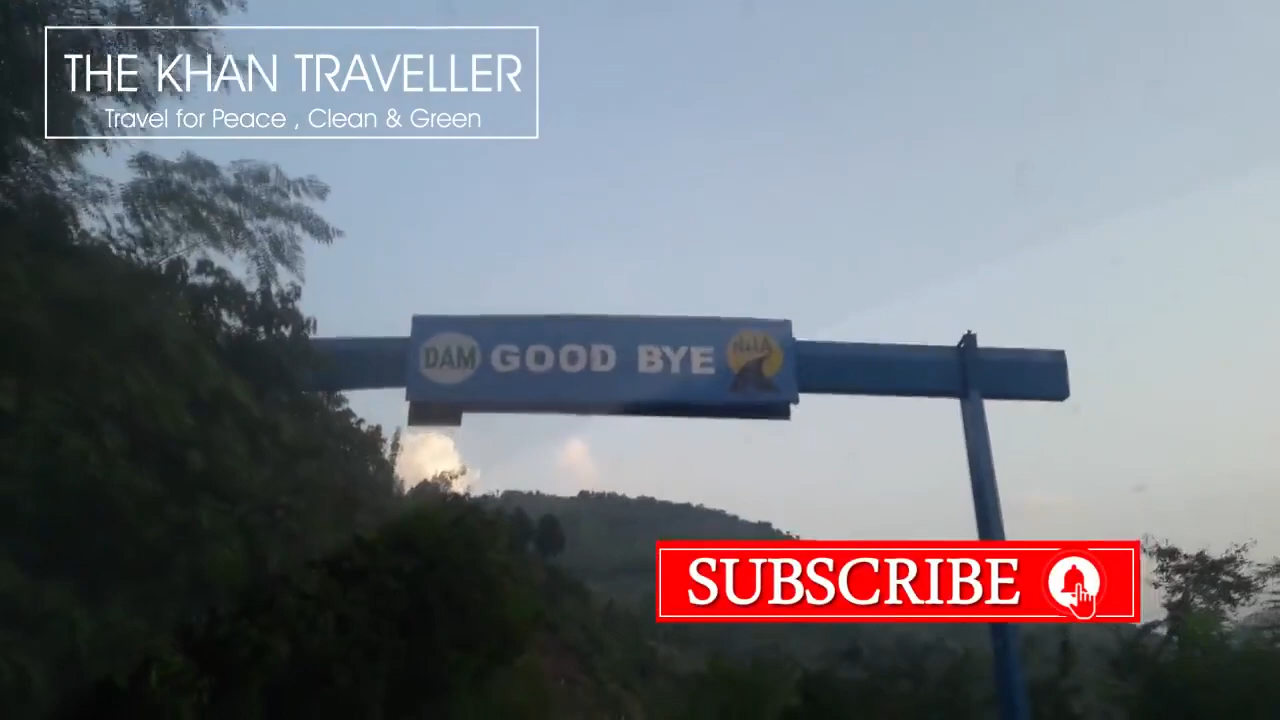 THE KHAN TRAVELLER
Travel for Peace , Clean & Green
DAM GOOD BYE NHA
SUBSCRIBE